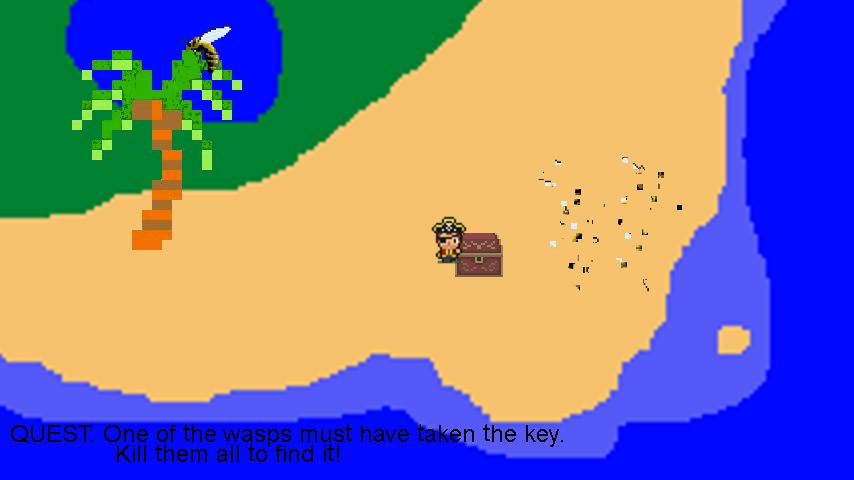 QUEST: One of the wasps must have taken the key.
Kill them all to find it!